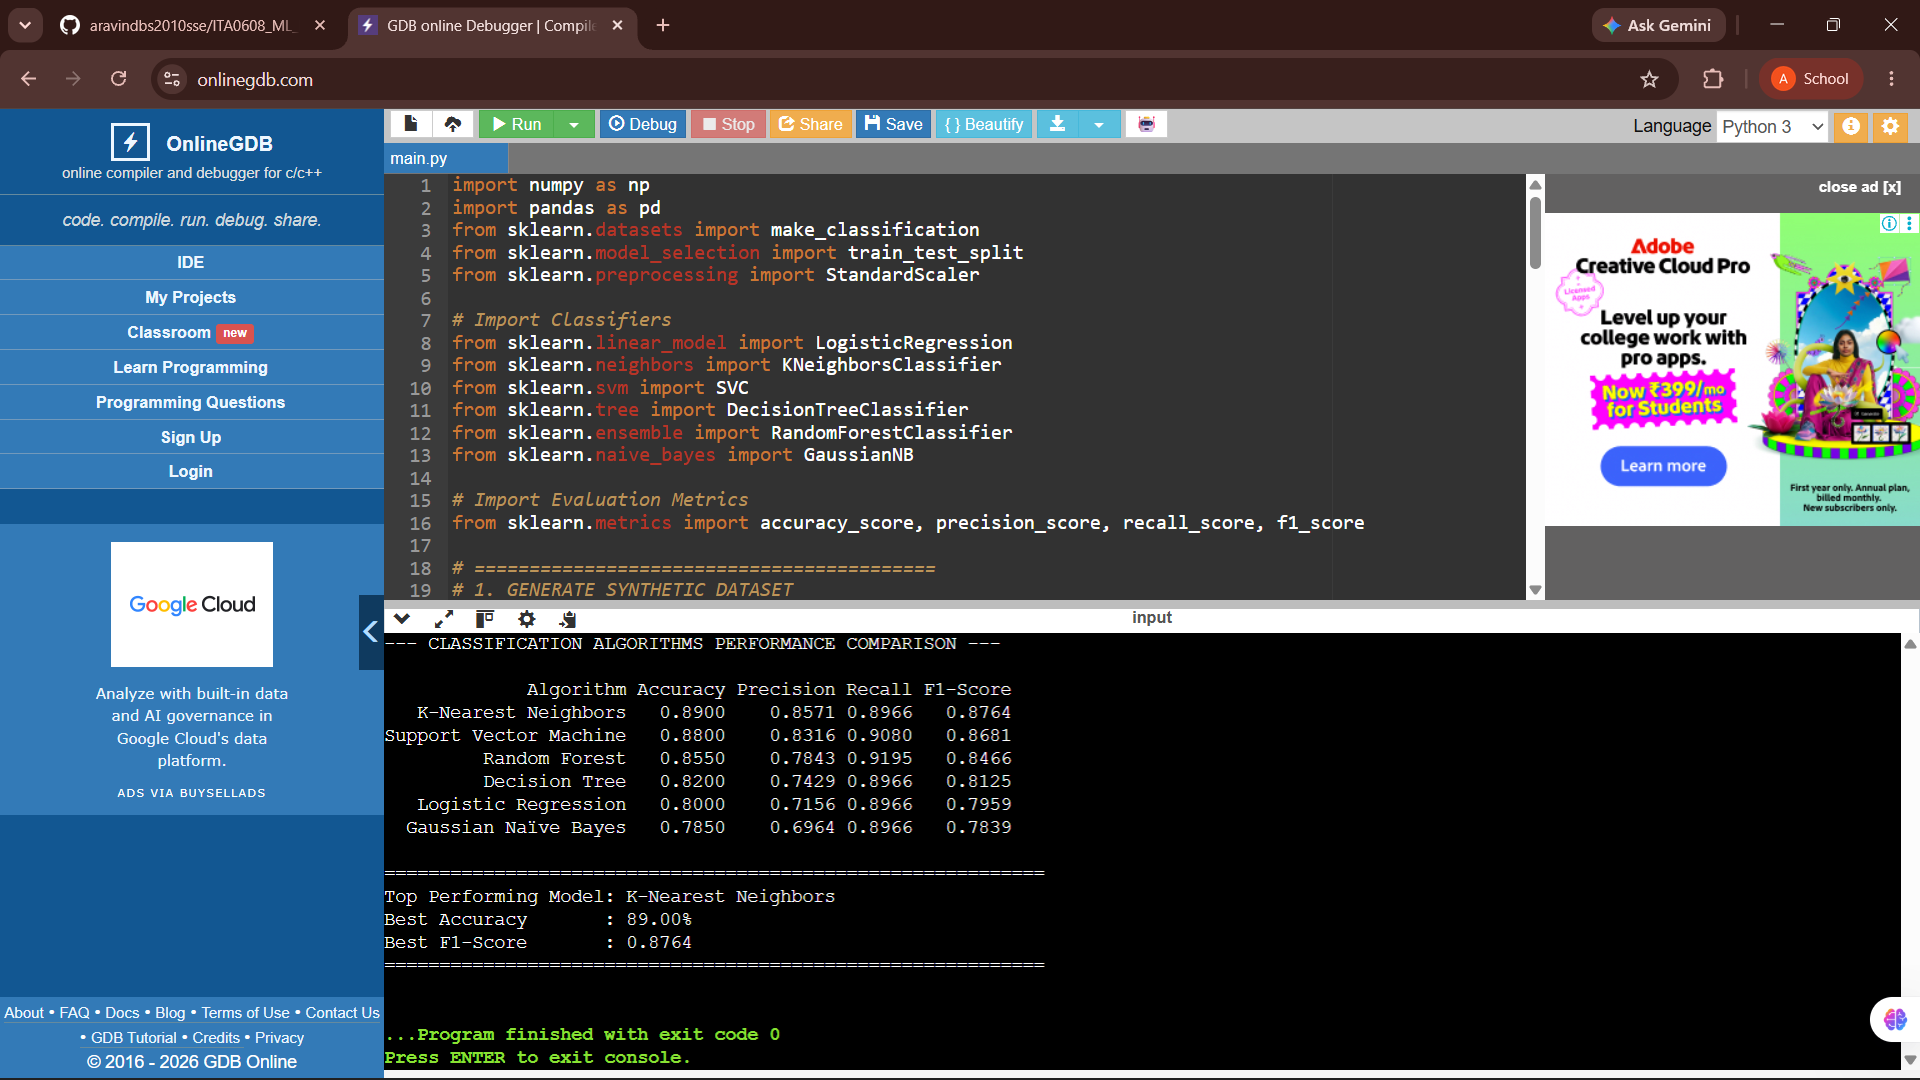 aravindbs2010sse/ITA0608_ML_
GDB online Debugger | Compile
Ask Gemini
onlinegdb.com
A School
OnlineGDB
online compiler and debugger for c/c++
code. compile. run. debug. share.
IDE
My Projects
Classroom new
Learn Programming
Programming Questions
Sign Up
Login
Google Cloud
Analyze with built-in data
and AI governance in
Google Cloud's data
platform.
ADS VIA BUYSELLADS
About • FAQ • Docs • Blog • Terms of Use • Contact Us
• GDB Tutorial • Credits • Privacy
© 2016 - 2026 GDB Online
Run Debug Stop Share Save { } Beautify
Language Python 3
main.py
1 import numpy as np
2 import pandas as pd
3 from sklearn.datasets import make_classification
4 from sklearn.model_selection import train_test_split
5 from sklearn.preprocessing import StandardScaler
6
7 # Import Classifiers
8 from sklearn.linear_model import LogisticRegression
9 from sklearn.neighbors import KNeighborsClassifier
10 from sklearn.svm import SVC
11 from sklearn.tree import DecisionTreeClassifier
12 from sklearn.ensemble import RandomForestClassifier
13 from sklearn.naive_bayes import GaussianNB
14
15 # Import Evaluation Metrics
16 from sklearn.metrics import accuracy_score, precision_score, recall_score, f1_score
17
18 # ==========================================
19 # 1. GENERATE SYNTHETIC DATASET
close ad [x]
Adobe
Creative Cloud Pro
Licensed
Apps
Level up your
college work with
pro apps.
Now ₹399/mo
for Students
Learn more
First year only. Annual plan,
billed monthly.
New subscribers only.
input
--- CLASSIFICATION ALGORITHMS PERFORMANCE COMPARISON ---
Algorithm Accuracy Precision Recall F1-Score
K-Nearest Neighbors 0.8900 0.8571 0.8966 0.8764
Support Vector Machine 0.8800 0.8316 0.9080 0.8681
Random Forest 0.8550 0.7843 0.9195 0.8466
Decision Tree 0.8200 0.7429 0.8966 0.8125
Logistic Regression 0.8000 0.7156 0.8966 0.7959
Gaussian Naïve Bayes 0.7850 0.6964 0.8966 0.7839
============================================================
Top Performing Model: K-Nearest Neighbors
Best Accuracy : 89.00%
Best F1-Score : 0.8764
============================================================
...Program finished with exit code 0
Press ENTER to exit console.